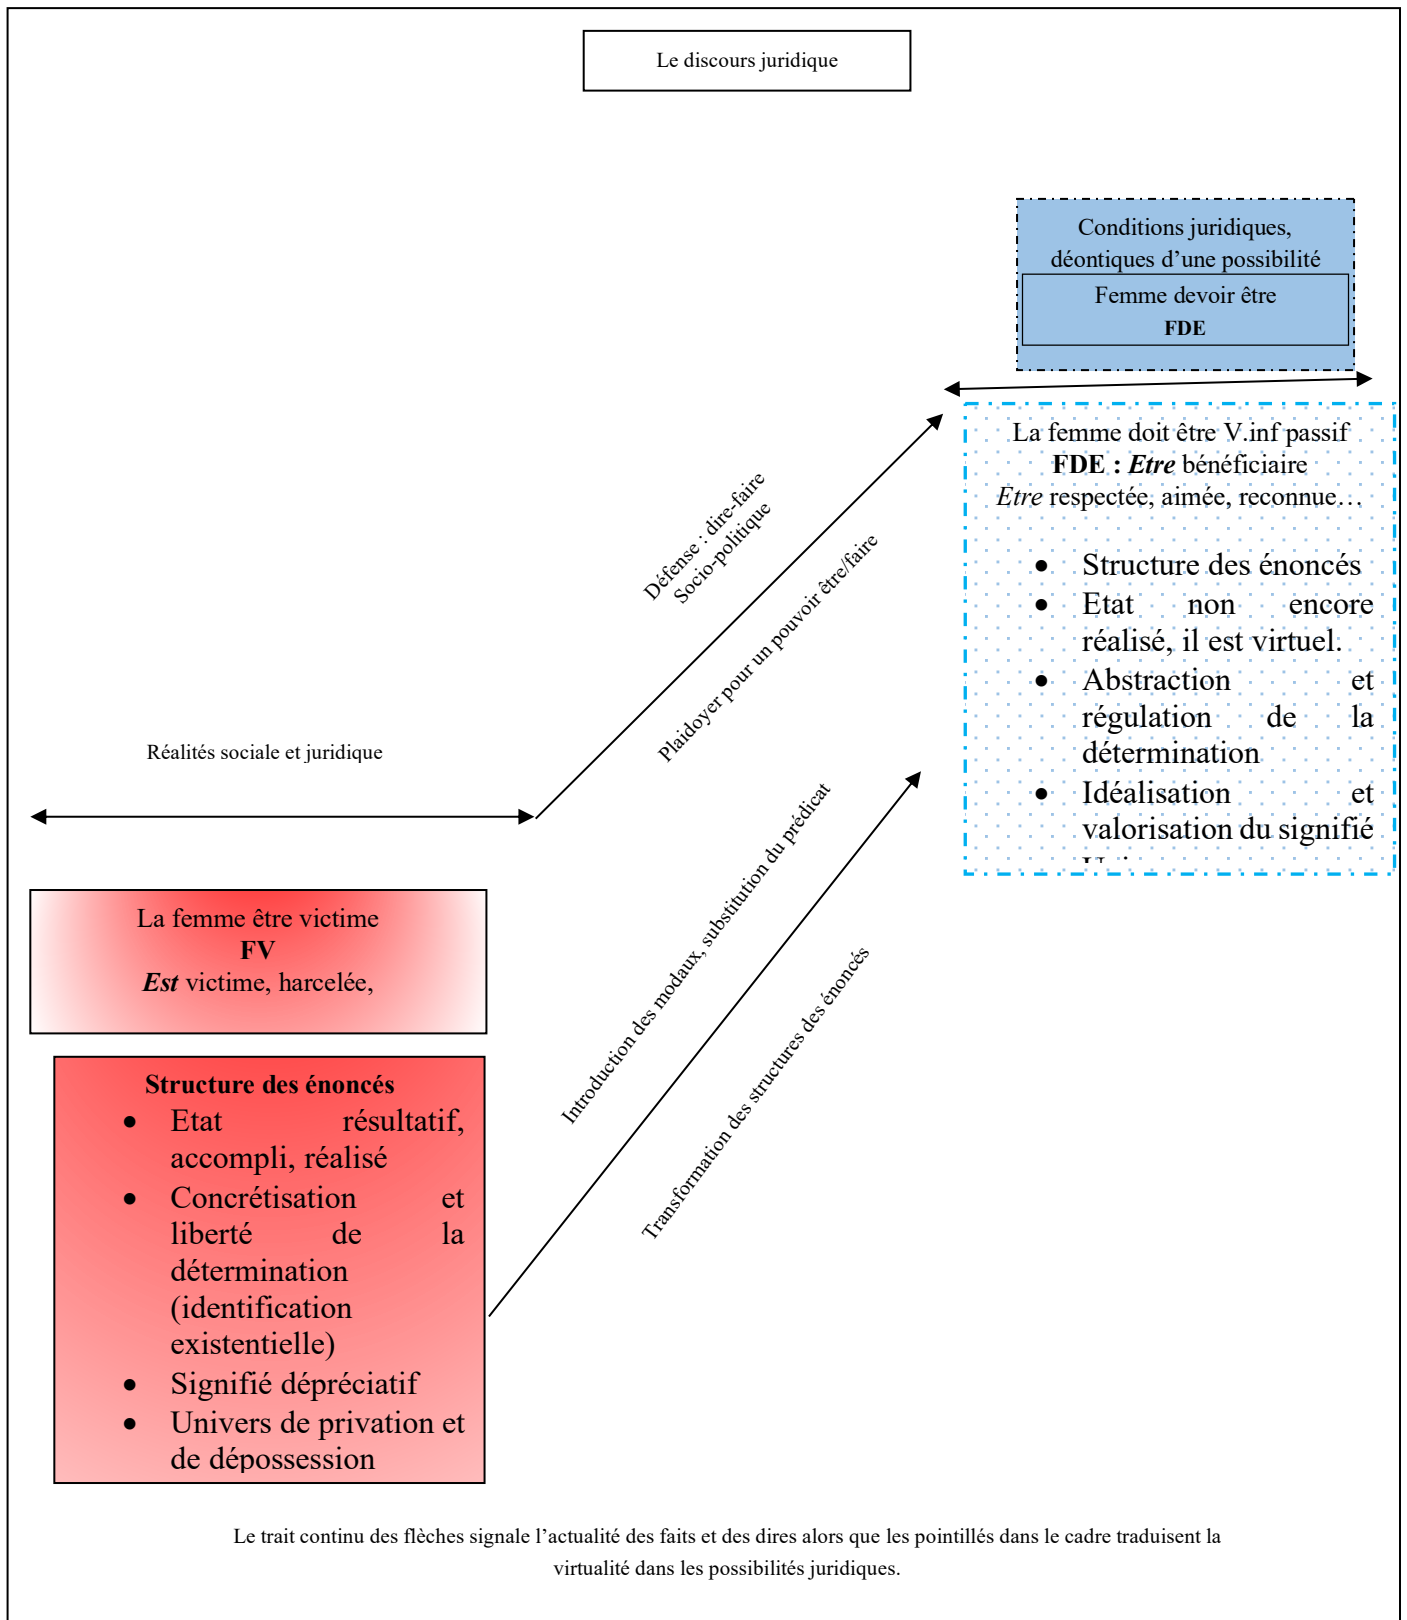 Le discours juridique
Conditions juridiques,
déontiques d’une possibilité
Femme devoir être
FDE
La femme doit être V.inf passif
FDE : Etre bénéficiaire
Etre respectée, aimée, reconnue…
• Structure des énoncés
• Etat non encore
réalisé, il est virtuel.
• Abstraction et
régulation de la
détermination
• Idéalisation et
valorisation du signifié
Défense : dire-faire
Socio-politique
Plaidoyer pour un pouvoir être/faire
Réalités sociale et juridique
Introduction des modaux, substitution du prédicat
Transformation des structures des énoncés
La femme être victime
FV
Est victime, harcelée,
Structure des énoncés
• Etat résultatif,
accompli, réalisé
• Concrétisation et
liberté de la
détermination
(identification
existentielle)
• Signifié dépréciatif
• Univers de privation et
de dépossession
Le trait continu des flèches signale l’actualité des faits et des dires alors que les pointillés dans le cadre traduisent la
virtualité dans les possibilités juridiques.